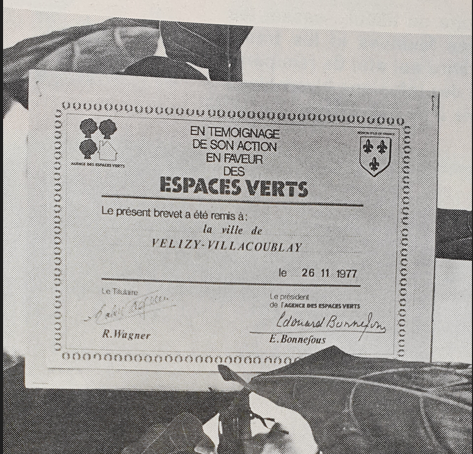 EN TEMOIGNAGE
DE SON ACTION
EN FAVEUR
DES
ESPACES VERTS
AGENCE DES ESPACES VERTS
Le présent brevet a été remis à :
la ville de
VELIZY-VILLACOUBLAY
le 26 11 1977
Le Titulaire
R.Wagner
Le président
de l'AGENCE DES ESPACES VERTS
Edouard Bonnefous
E.Bonnefous